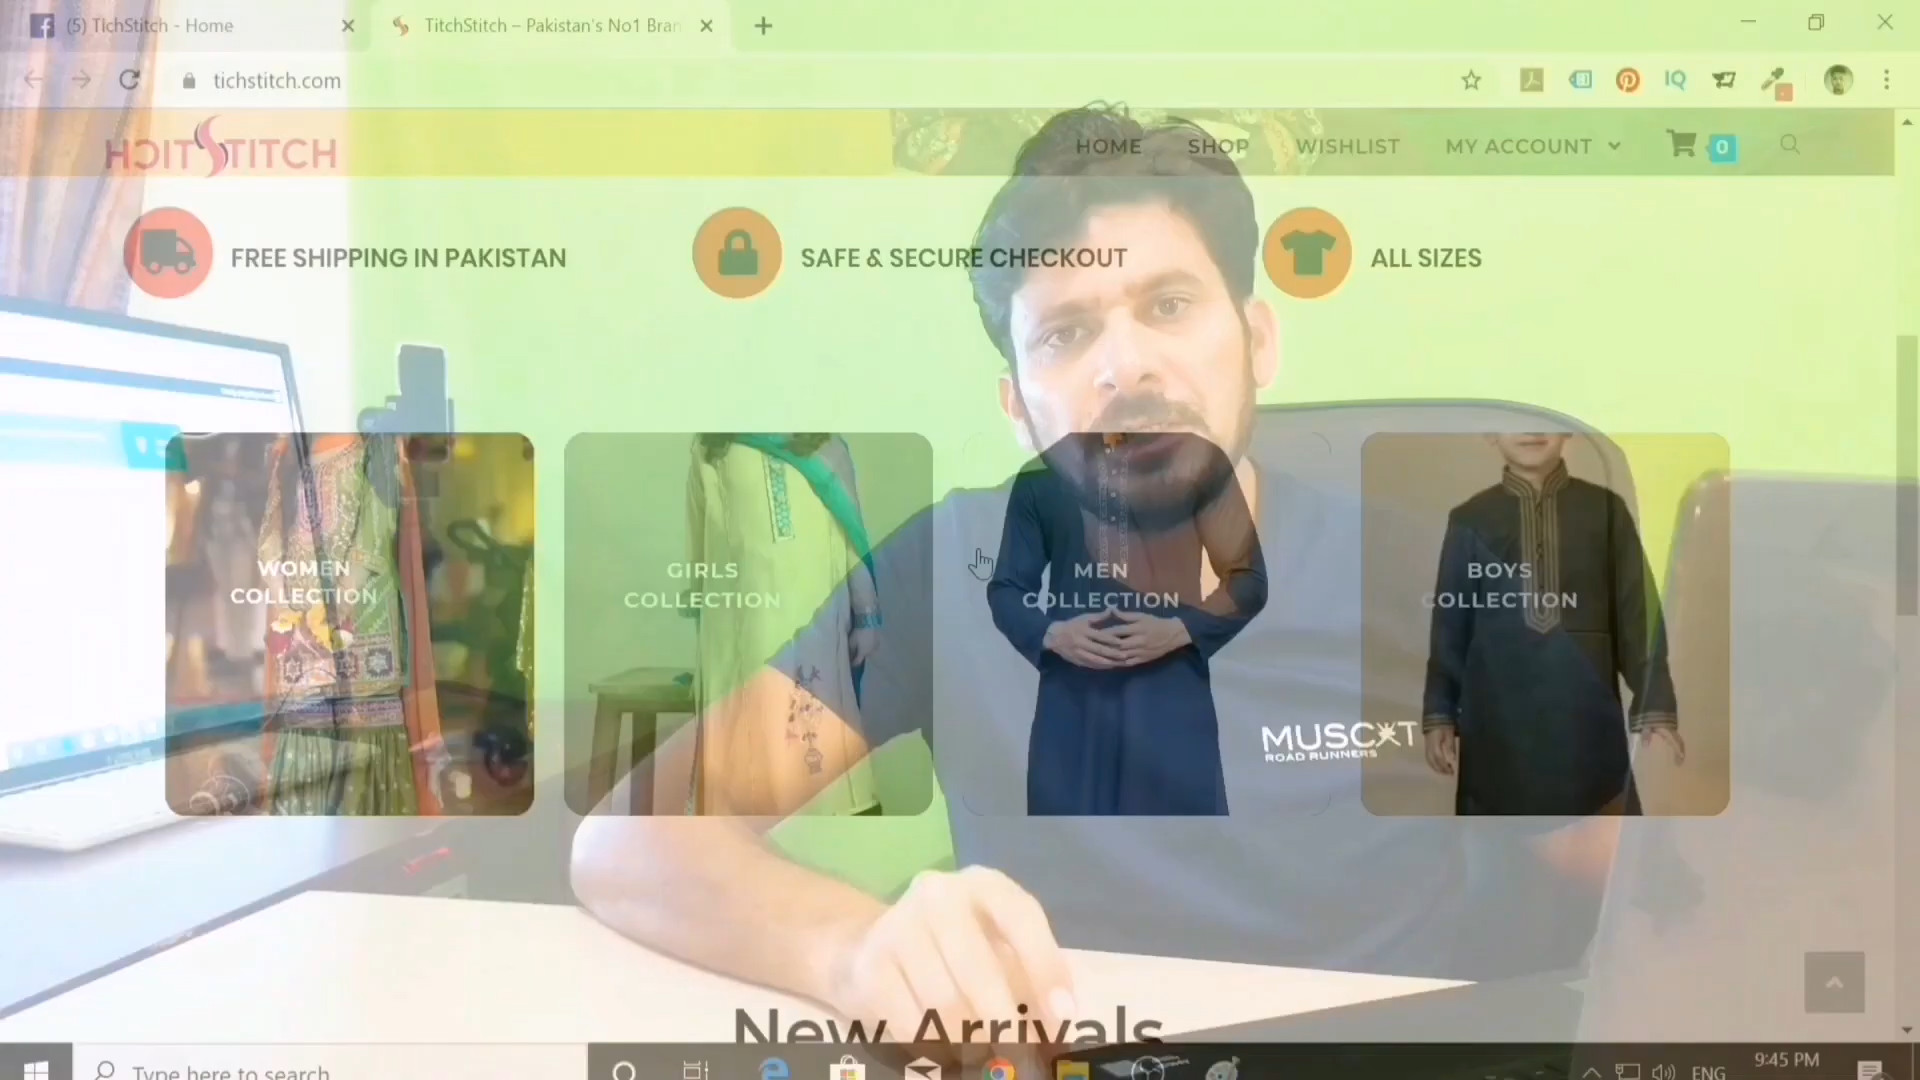 (5) TichStitch - Home
TitchStitch – Pakistan's No1 Bran
tichstitch.com
IQ
TITCH
HOME
SHOP
WISHLIST
MY ACCOUNT
0
FREE SHIPPING IN PAKISTAN
SAFE & SECURE CHECKOUT
ALL SIZES
WOMEN
COLLECTION
GIRLS
COLLECTION
MEN
COLLECTION
BOYS
COLLECTION
MUSCAT
ROAD RUNNERS
New Arrivals
Type here to search
ENG
9:45 PM